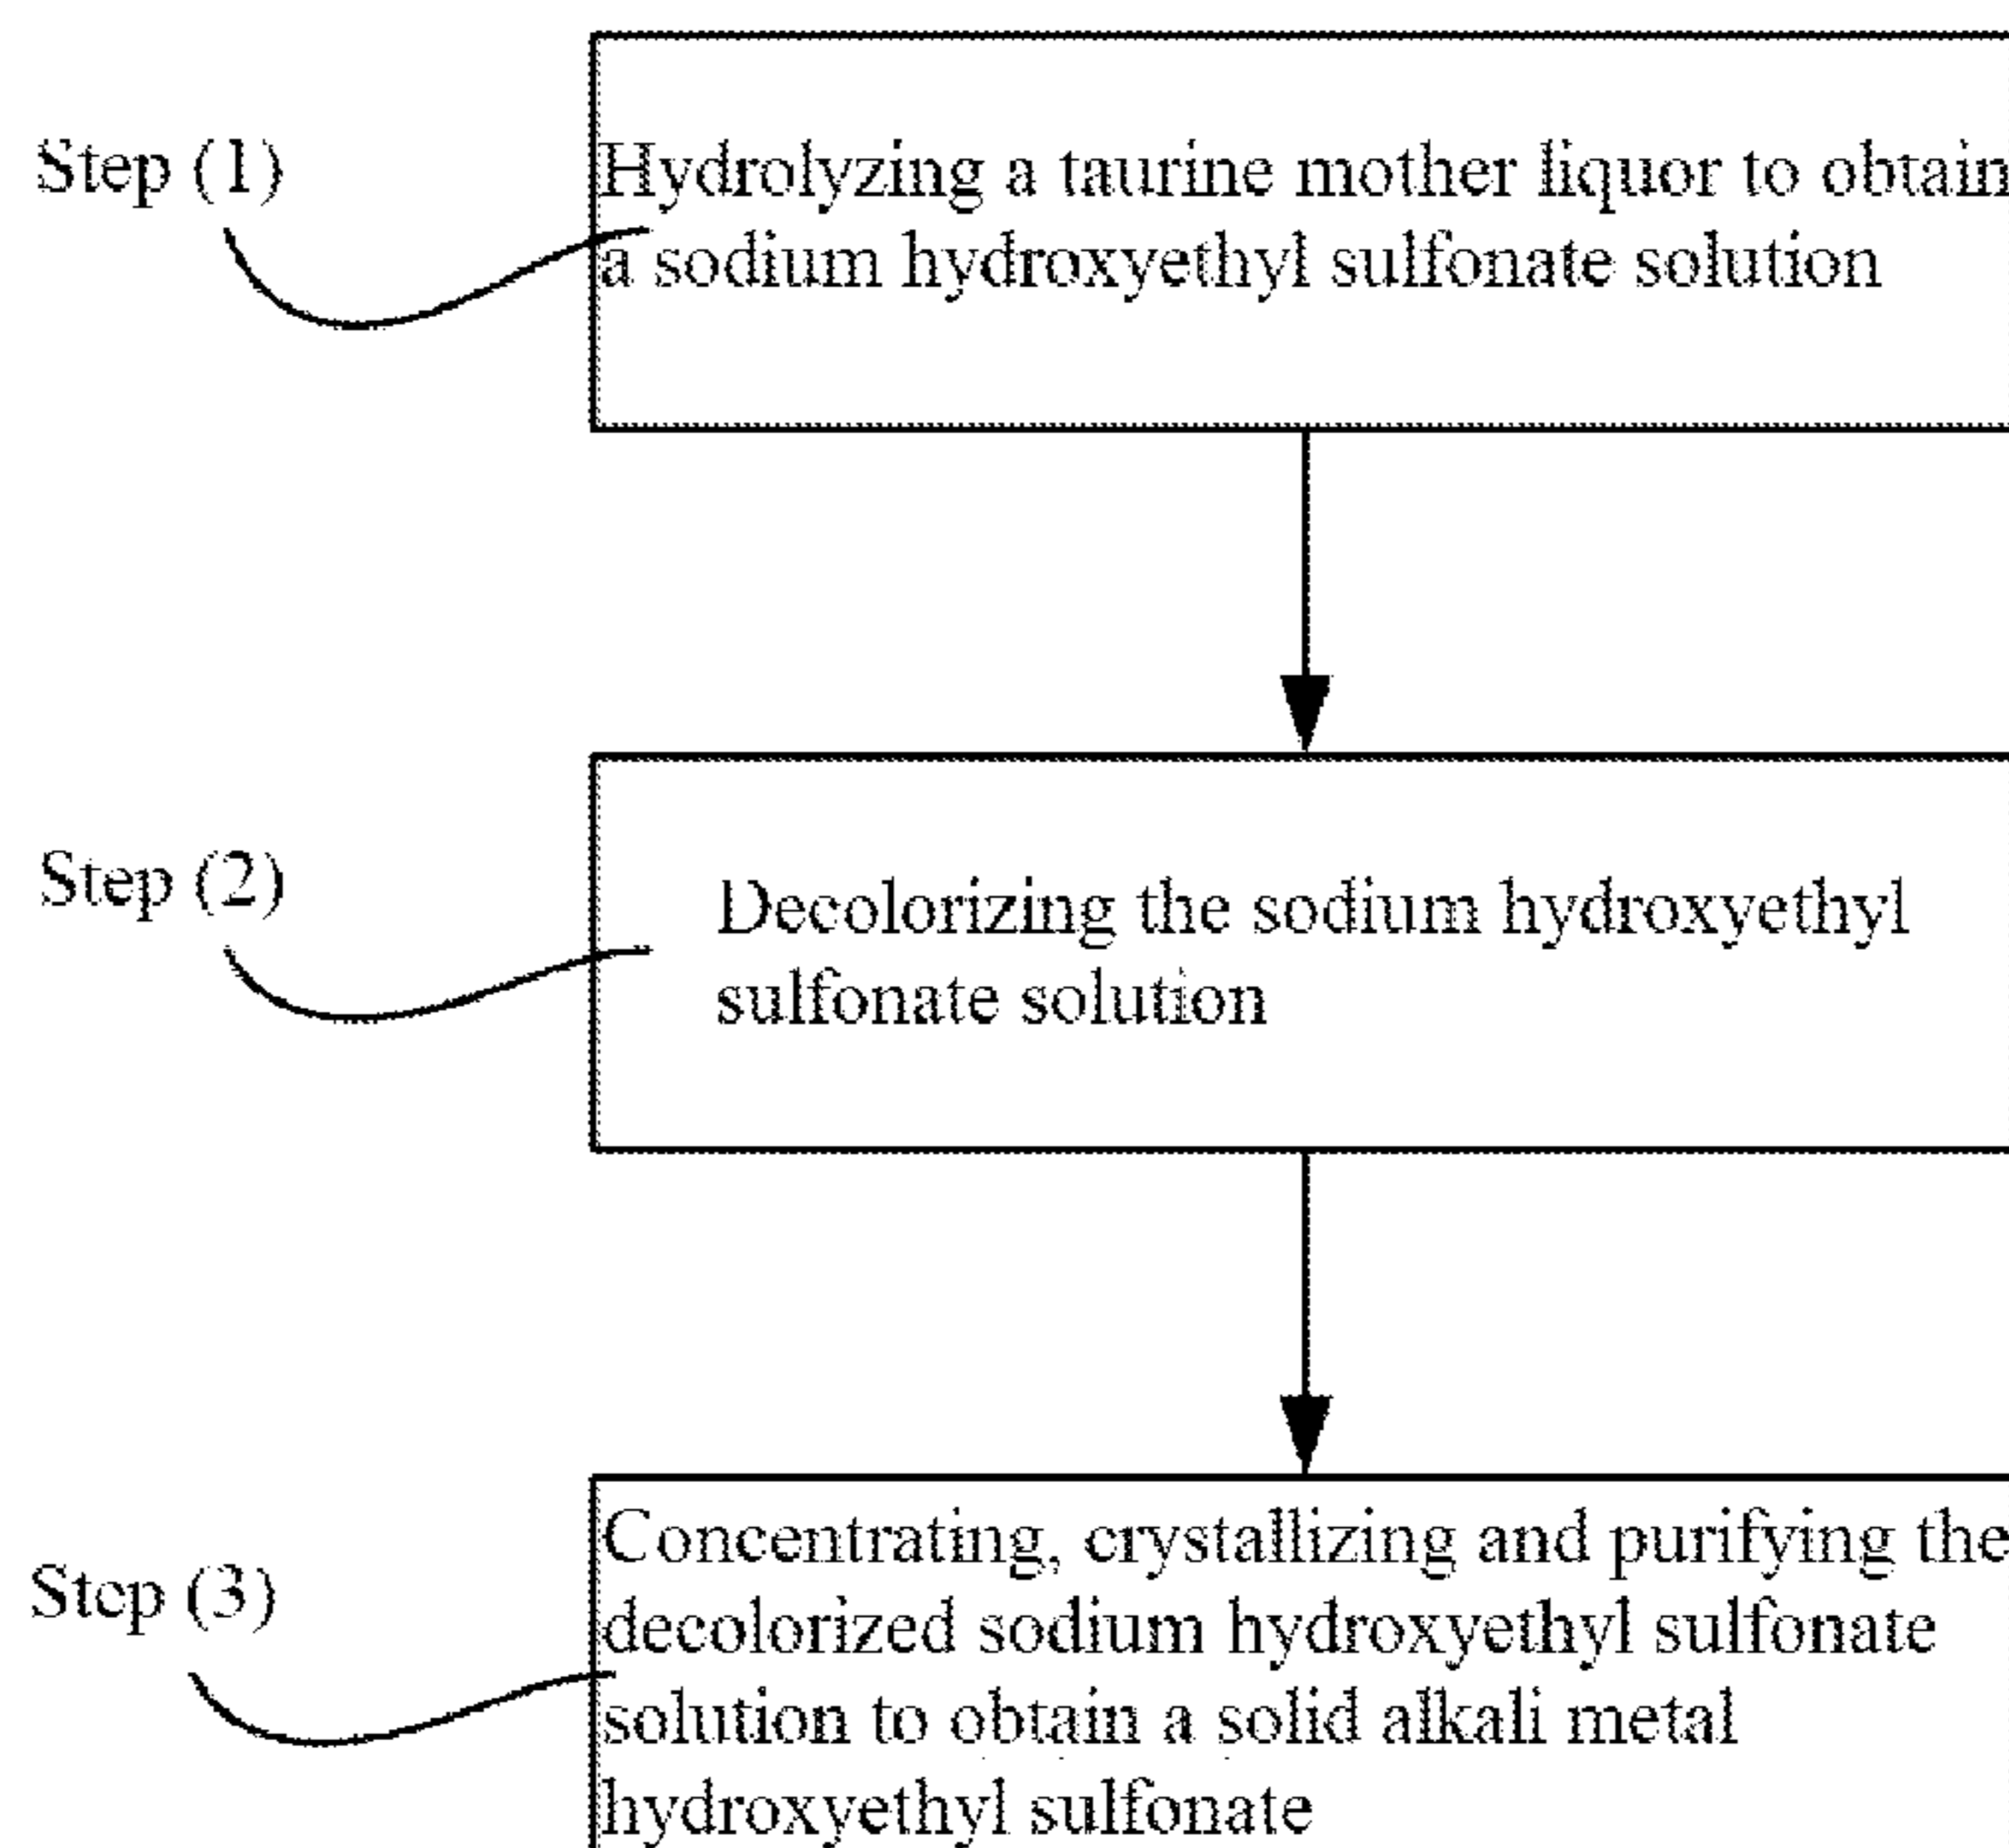 Step (1)
Hydrolyzing a taurine mother liquor to obtain
a sodium hydroxyethyl sulfonate solution
Step (2)
Decolorizing the sodium hydroxyethyl
sulfonate solution
Step (3)
Concentrating, crystallizing and purifying the
decolorized sodium hydroxyethyl sulfonate
solution to obtain a solid alkali metal
hydroxyethyl sulfonate